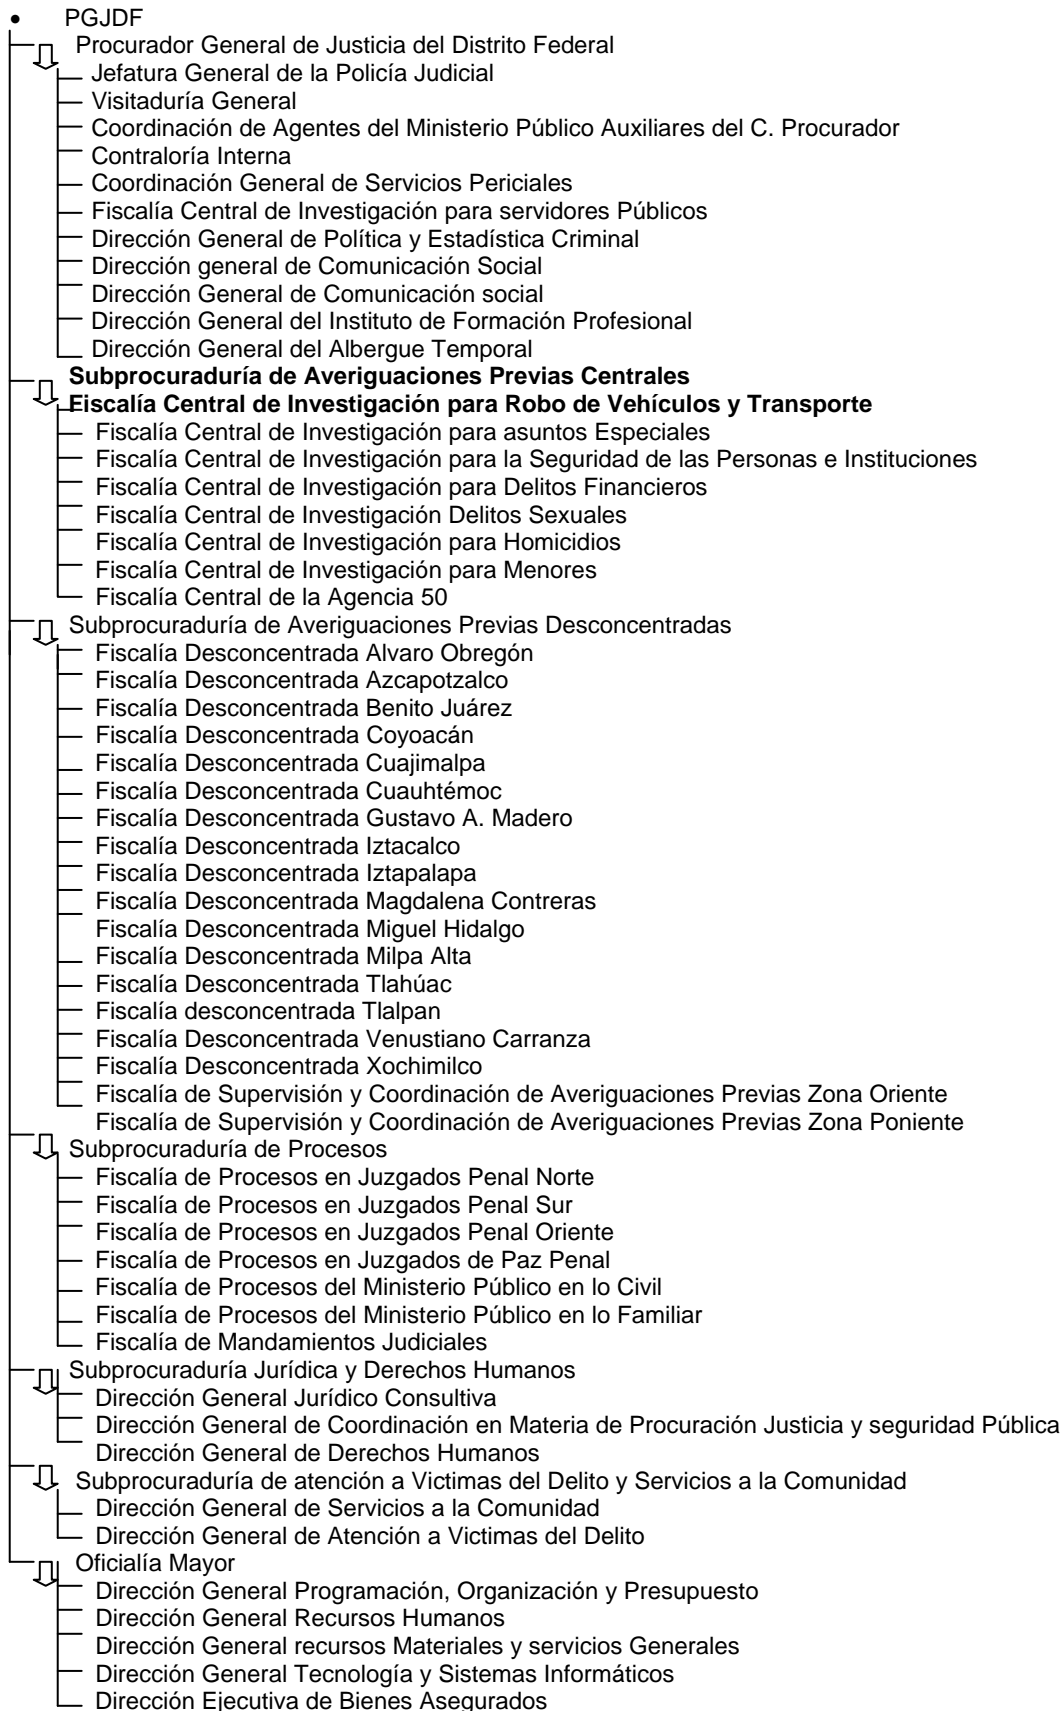 • PGJDF
Procurador General de Justicia del Distrito Federal
Jefatura General de la Policía Judicial
Visitaduría General
Coordinación de Agentes del Ministerio Público Auxiliares del C. Procurador
Contraloría Interna
Coordinación General de Servicios Periciales
Fiscalía Central de Investigación para servidores Públicos
Dirección General de Política y Estadística Criminal
Dirección general de Comunicación Social
Dirección General de Comunicación social
Dirección General del Instituto de Formación Profesional
Dirección General del Albergue Temporal
Subprocuraduría de Averiguaciones Previas Centrales
Fiscalía Central de Investigación para Robo de Vehículos y Transporte
Fiscalía Central de Investigación para asuntos Especiales
Fiscalía Central de Investigación para la Seguridad de las Personas e Instituciones
Fiscalía Central de Investigación para Delitos Financieros
Fiscalía Central de Investigación Delitos Sexuales
Fiscalía Central de Investigación para Homicidios
Fiscalía Central de Investigación para Menores
Fiscalía Central de la Agencia 50
Subprocuraduría de Averiguaciones Previas Desconcentradas
Fiscalía Desconcentrada Alvaro Obregón
Fiscalía Desconcentrada Azcapotzalco
Fiscalía Desconcentrada Benito Juárez
Fiscalía Desconcentrada Coyoacán
Fiscalía Desconcentrada Cuajimalpa
Fiscalía Desconcentrada Cuauhtémoc
Fiscalía Desconcentrada Gustavo A. Madero
Fiscalía Desconcentrada Iztacalco
Fiscalía Desconcentrada Iztapalapa
Fiscalía Desconcentrada Magdalena Contreras
Fiscalía Desconcentrada Miguel Hidalgo
Fiscalía Desconcentrada Milpa Alta
Fiscalía Desconcentrada Tlahúac
Fiscalía desconcentrada Tlalpan
Fiscalía Desconcentrada Venustiano Carranza
Fiscalía Desconcentrada Xochimilco
Fiscalía de Supervisión y Coordinación de Averiguaciones Previas Zona Oriente
Fiscalía de Supervisión y Coordinación de Averiguaciones Previas Zona Poniente
Subprocuraduría de Procesos
Fiscalía de Procesos en Juzgados Penal Norte
Fiscalía de Procesos en Juzgados Penal Sur
Fiscalía de Procesos en Juzgados Penal Oriente
Fiscalía de Procesos en Juzgados de Paz Penal
Fiscalía de Procesos del Ministerio Público en lo Civil
Fiscalía de Procesos del Ministerio Público en lo Familiar
Fiscalía de Mandamientos Judiciales
Subprocuraduría Jurídica y Derechos Humanos
Dirección General Jurídico Consultiva
Dirección General de Coordinación en Materia de Procuración Justicia y seguridad Pública
Dirección General de Derechos Humanos
Subprocuraduría de atención a Victimas del Delito y Servicios a la Comunidad
Dirección General de Servicios a la Comunidad
Dirección General de Atención a Victimas del Delito
Oficialía Mayor
Dirección General Programación, Organización y Presupuesto
Dirección General Recursos Humanos
Dirección General recursos Materiales y servicios Generales
Dirección General Tecnología y Sistemas Informáticos
Dirección Ejecutiva de Bienes Asegurados